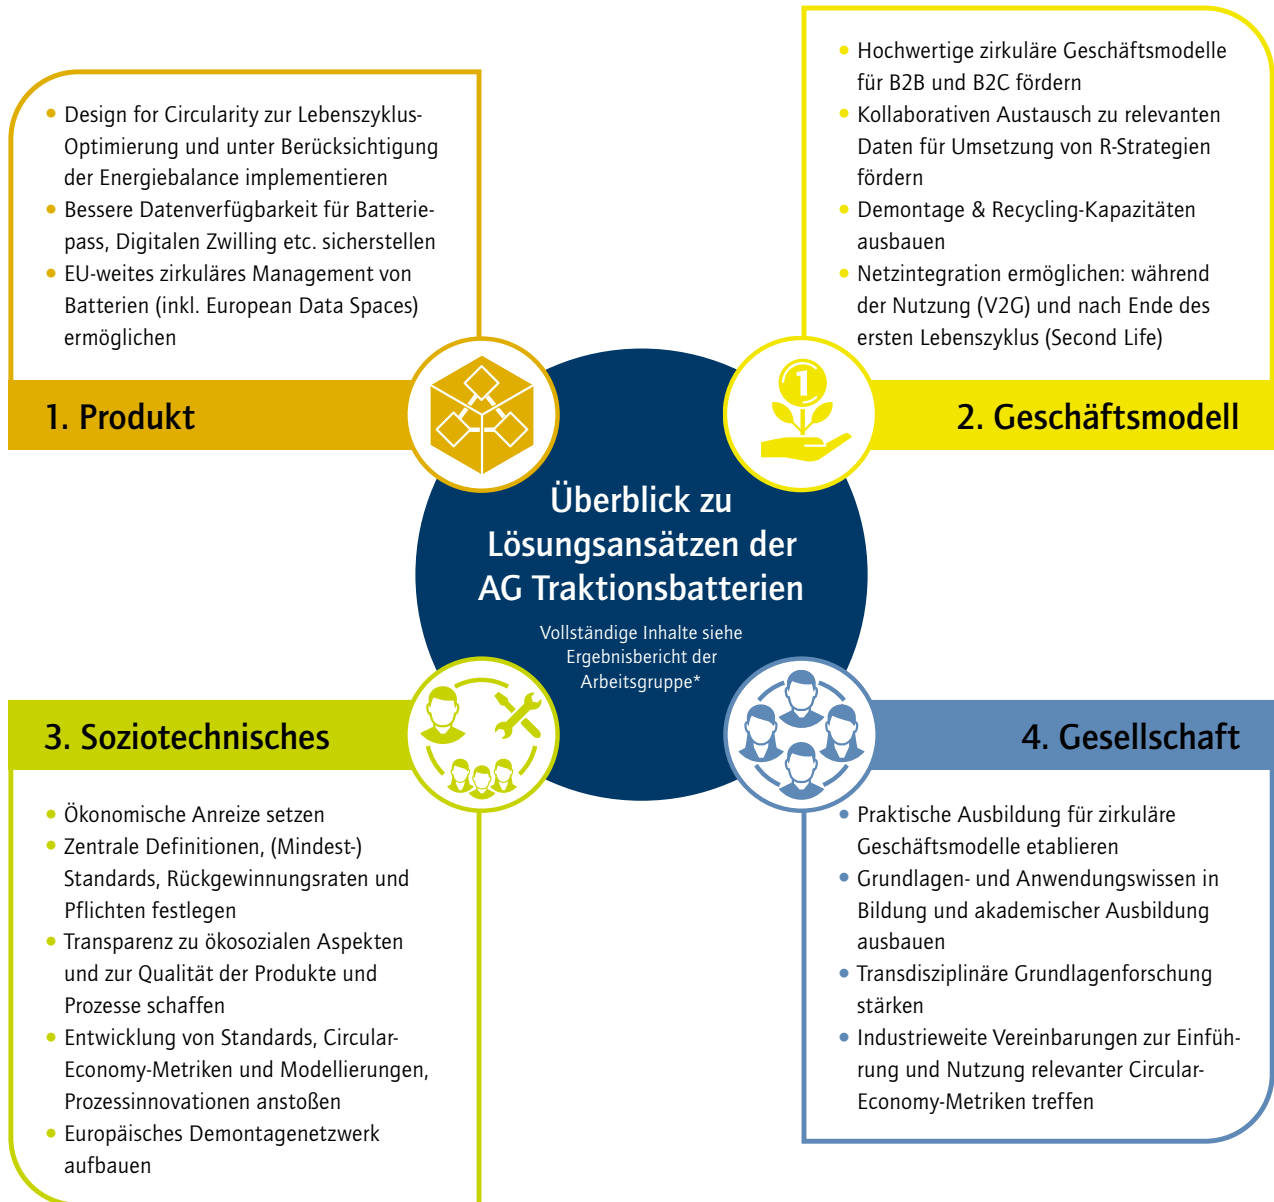 • Design for Circularity zur Lebenszyklus-
Optimierung und unter Berücksichtigung
der Energiebalance implementieren
• Bessere Datenverfügbarkeit für Batterie-
pass, Digitalen Zwilling etc. sicherstellen
• EU-weites zirkuläres Management von
Batterien (inkl. European Data Spaces)
ermöglichen
1. Produkt
• Hochwertige zirkuläre Geschäftsmodelle
für B2B und B2C fördern
• Kollaborativen Austausch zu relevanten
Daten für Umsetzung von R-Strategien
fördern
• Demontage & Recycling-Kapazitäten
ausbauen
• Netzintegration ermöglichen: während
der Nutzung (V2G) und nach Ende des
ersten Lebenszyklus (Second Life)
1
2. Geschäftsmodell
Überblick zu
Lösungsansätzen der
AG Traktionsbatterien
Vollständige Inhalte siehe
Ergebnisbericht der
Arbeitsgruppe*
3. Soziotechnisches
• Ökonomische Anreize setzen
• Zentrale Definitionen, (Mindest-)
Standards, Rückgewinnungsraten und
Pflichten festlegen
• Transparenz zu ökosozialen Aspekten
und zur Qualität der Produkte und
Prozesse schaffen
• Entwicklung von Standards, Circular-
Economy-Metriken und Modellierungen,
Prozessinnovationen anstoßen
• Europäisches Demontagenetzwerk
aufbauen
4. Gesellschaft
• Praktische Ausbildung für zirkuläre
Geschäftsmodelle etablieren
• Grundlagen- und Anwendungswissen in
Bildung und akademischer Ausbildung
ausbauen
• Transdisziplinäre Grundlagenforschung
stärken
• Industrieweite Vereinbarungen zur Einfüh-
rung und Nutzung relevanter Circular-
Economy-Metriken treffen